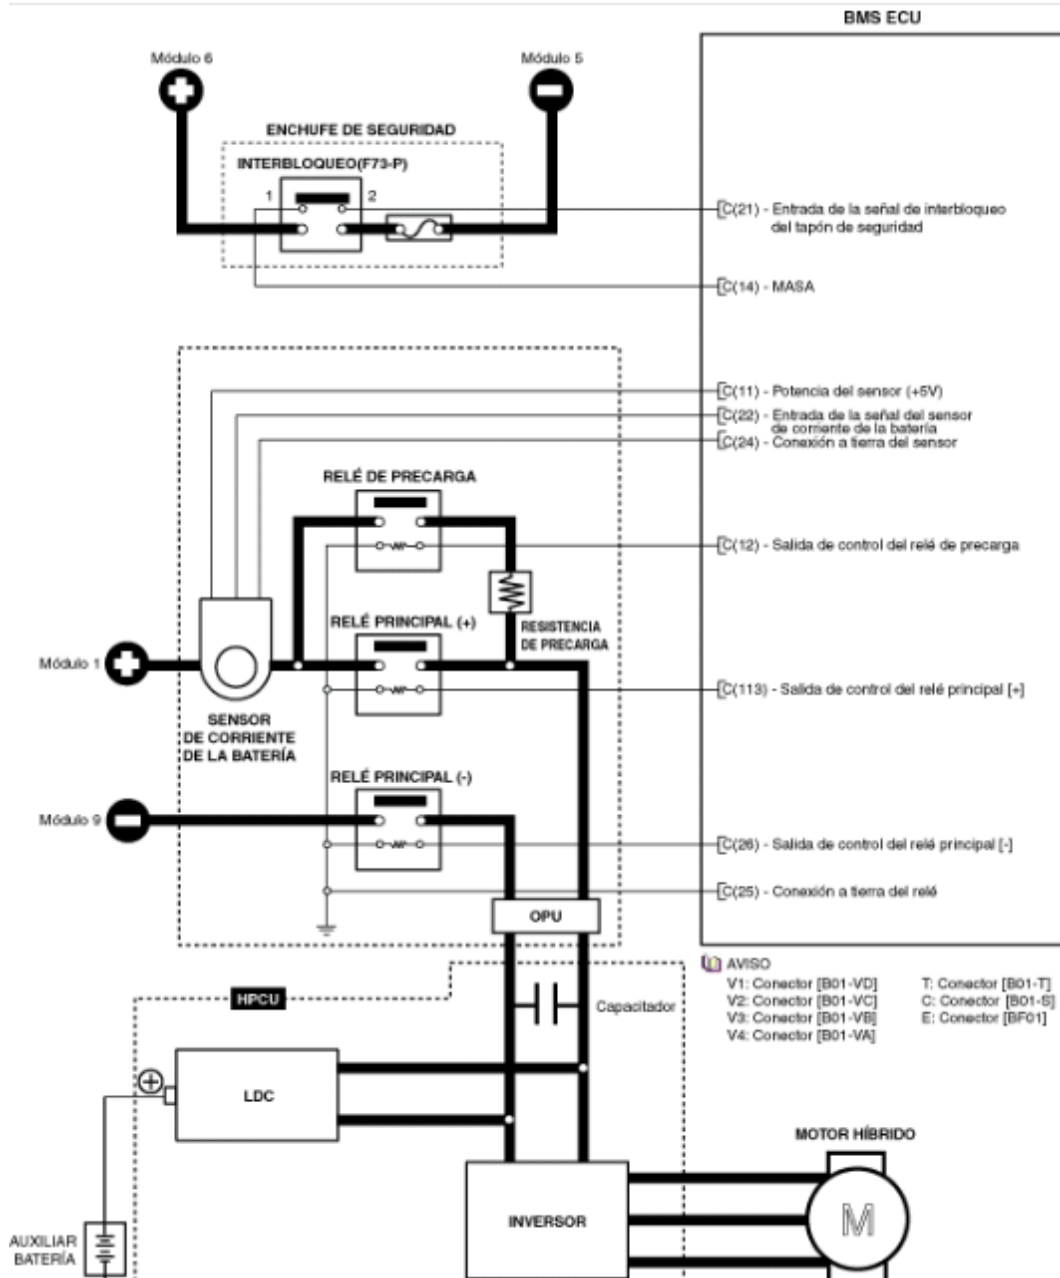 BMS ECU
Módulo 6
Módulo 5
ENCHUFE DE SEGURIDAD
INTERBLOQUEO(F73-P)
1
2
C(21) - Entrada de la señal de interbloqueo
del tapón de seguridad
C(14) - MASA
C(11) - Potencia del sensor (+5V)
C(22) - Entrada de la señal del sensor
de corriente de la batería
C(24) - Conexión a tierra del sensor
RELÉ DE PRECARGA
C(12) - Salida de control del relé de precarga
RELÉ PRINCIPAL (+)
RESISTENCIA
DE PRECARGA
Módulo 1
C(113) - Salida de control del relé principal [+]
SENSOR
DE CORRIENTE
DE LA BATERÍA
RELÉ PRINCIPAL (-)
Módulo 9
C(26) - Salida de control del relé principal [-]
C(25) - Conexión a tierra del relé
OPU
AVISO
V1: Conector [B01-VD]
V2: Conector [B01-VC]
V3: Conector [B01-VB]
V4: Conector [B01-VA]
T: Conector [B01-T]
C: Conector [B01-S]
E: Conector [BF01]
HPCU
Capacitador
LDC
MOTOR HÍBRIDO
INVERSOR
M
AUXILIAR
BATERÍA